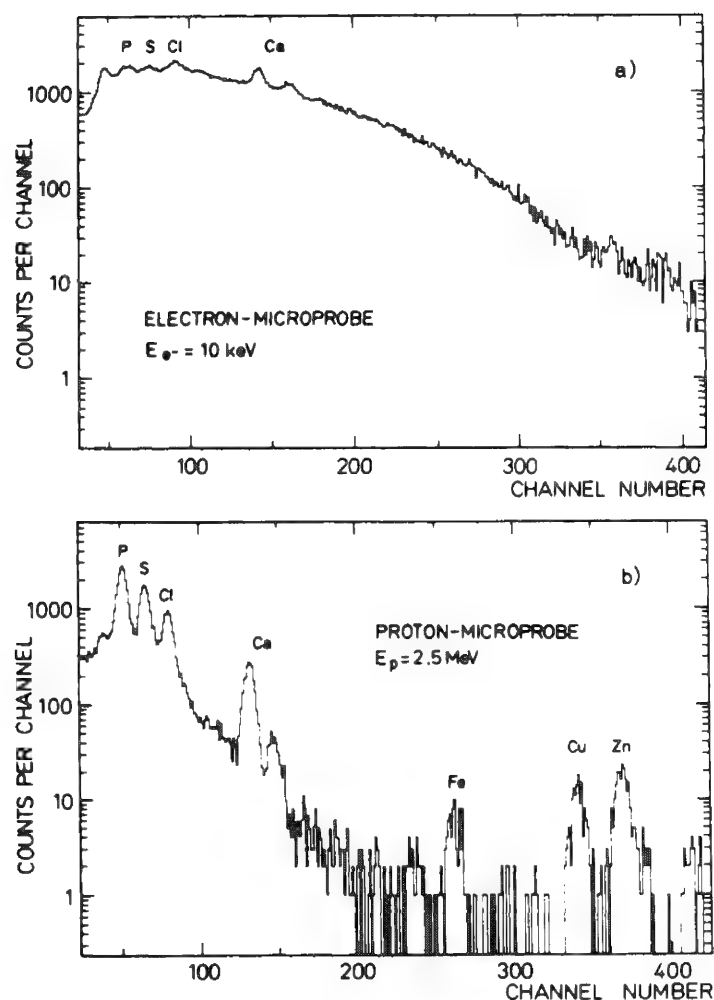 P S Cl Ca
a)
1000
100
10
1
COUNTS PER CHANNEL
ELECTRON-MICROPROBE
E e- = 10 keV
100 200 300 400
CHANNEL NUMBER
P
S
Cl
Ca
b)
PROTON-MICROPROBE
Ep = 2.5 MeV
Fe
Cu Zn
1000
100
10
1
COUNTS PER CHANNEL
100 200 300 400
CHANNEL NUMBER